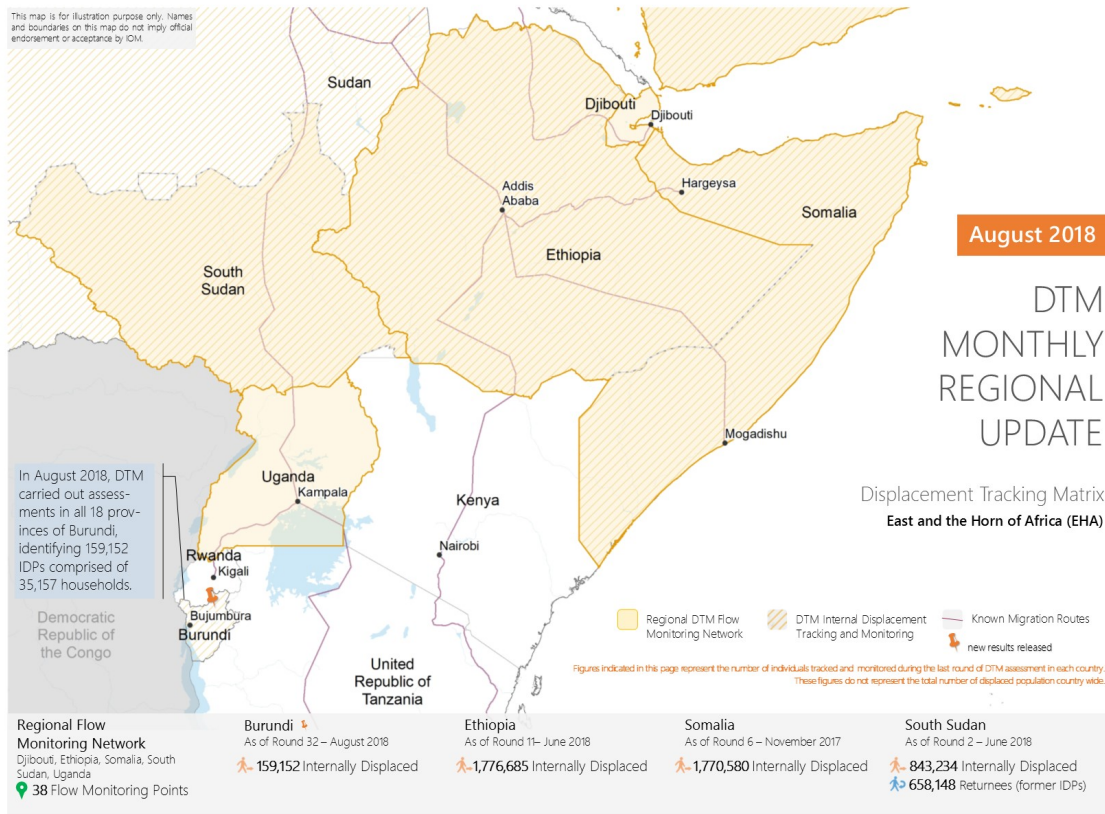 This map is for illustration purpose only. Names
and boundaries on this map do not imply official
endorsement or acceptance by IOM.
Sudan
Djibouti
Djibouti
Addis
Ababa
Hargeysa
Somalia
August 2018
Ethiopia
South
Sudan
DTM
MONTHLY
REGIONAL
UPDATE
Mogadishu
In August 2018, DTM
carried out assess-
ments in all 18 prov-
inces of Burundi,
identifying 159,152
IDPs comprised of
35,157 households.
Uganda
Kampala
Kenya
Displacement Tracking Matrix
East and the Horn of Africa (EHA)
Nairobi
Rwanda
Kigali
Bujumbura
Burundi
Democratic
Republic of
the Congo
Regional DTM Flow
Monitoring Network
DTM Internal Displacement
Tracking and Monitoring
Known Migration Routes
new results released
United
Republic of
Tanzania
Figures indicated in this page represent the number of individuals tracked and monitored during the last round of DTM assessment in each country.
These figures do not represent the total number of displaced population country wide.
Regional Flow
Monitoring Network
Djibouti, Ethiopia, Somalia, South
Sudan, Uganda
38 Flow Monitoring Points
Burundi
As of Round 32 – August 2018
159,152 Internally Displaced
Ethiopia
As of Round 11– June 2018
1,776,685 Internally Displaced
Somalia
As of Round 6 – November 2017
1,770,580 Internally Displaced
South Sudan
As of Round 2 – June 2018
843,234 Internally Displaced
658,148 Returnees (former IDPs)